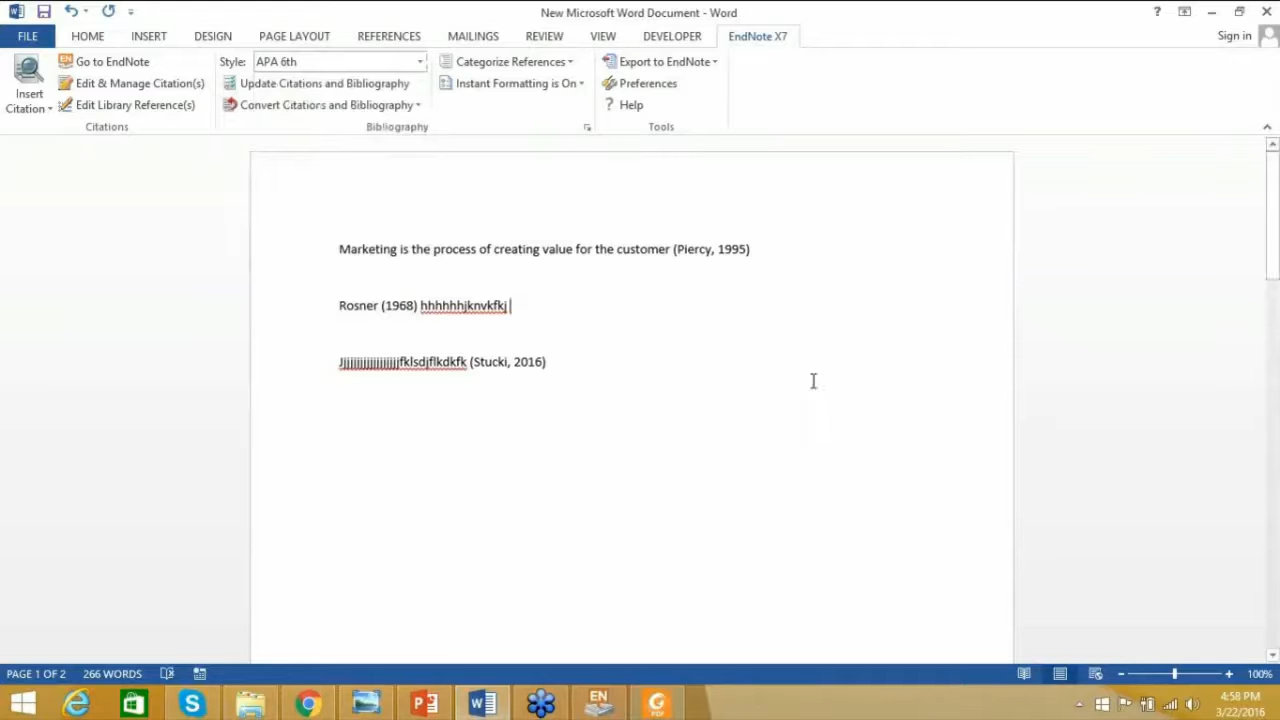 New Microsoft Word Document - Word
FILE HOME INSERT DESIGN PAGE LAYOUT REFERENCES MAILINGS REVIEW VIEW DEVELOPER EndNote X7 Sign in
Insert Citation
Go to EndNote
Edit & Manage Citation(s)
Edit Library Reference(s)
Citations
Style: APA 6th
Update Citations and Bibliography
Convert Citations and Bibliography
Bibliography
Categorize References
Instant Formatting is On
Export to EndNote
Preferences
? Help
Tools
Marketing is the process of creating value for the customer (Piercy, 1995)
Rosner (1968) hhhhhhjknvkfkj
(Stucki, 2016)
PAGE 1 OF 2 266 WORDS 100%
EN
PDF
4:58 PM
3/22/2016